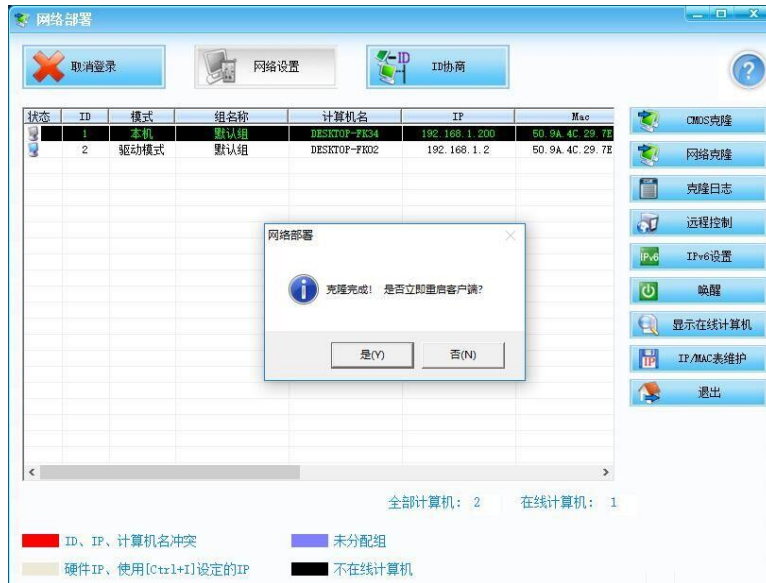 网络部署
取消登录
网络设置
ID
ID协商
?
状态 ID 模式 组名称 计算机名 IP Mac
1 本机 默认组 DESKTOP-FK34 192.168.1.200 50.9A.4C.29.7E
2 驱动模式 默认组 DESKTOP-FK02 192.168.1.2 50.9A.4C.29.7E
CMOS克隆
网络克隆
克隆日志
远程控制
IPv6
IPv6设置
唤醒
显示在线计算机
IP
IP/MAC表维护
退出
网络部署
克隆完成! 是否立即重启客户端?
是(Y)
否(N)
全部计算机: 2 在线计算机: 1
ID、IP、计算机名冲突
未分配组
硬件IP、使用[Ctrl+I]设定的IP
不在线计算机